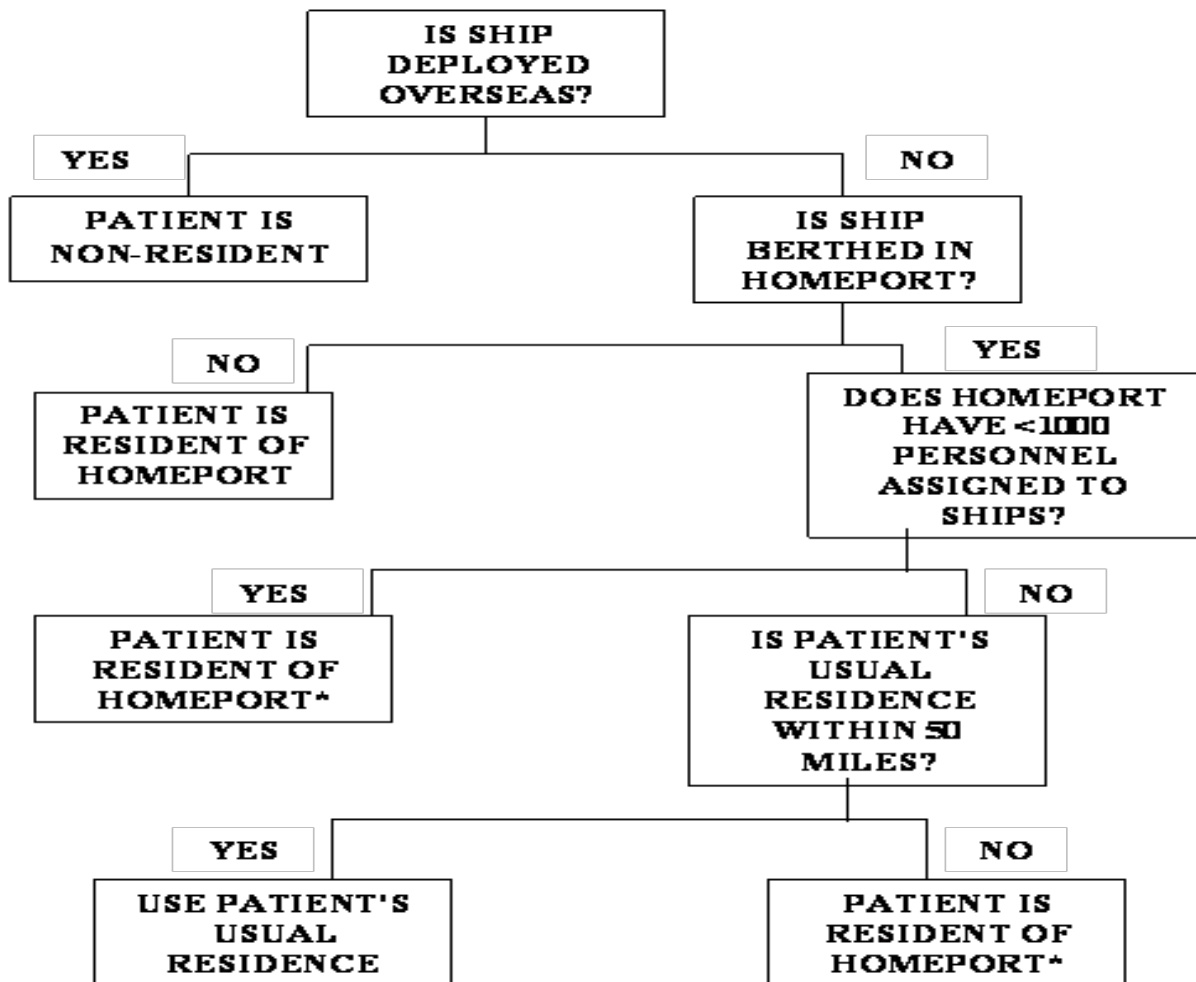 IS SHIP
DEPLOYED
OVERSEAS?
YES
NO
PATIENT IS
NON-RESIDENT
IS SHIP
BERTHED IN
HOMEPORT?
NO
YES
PATIENT IS
RESIDENT OF
HOMEPORT
DOES HOMEPORT
HAVE <1000
PERSONNEL
ASSIGNED TO
SHIPS?
YES
NO
PATIENT IS
RESIDENT OF
HOMEPORT*
IS PATIENT'S
USUAL
RESIDENCE
WITHIN 50
MILES?
YES
NO
USE PATIENT'S
USUAL
RESIDENCE
PATIENT IS
RESIDENT OF
HOMEPORT*